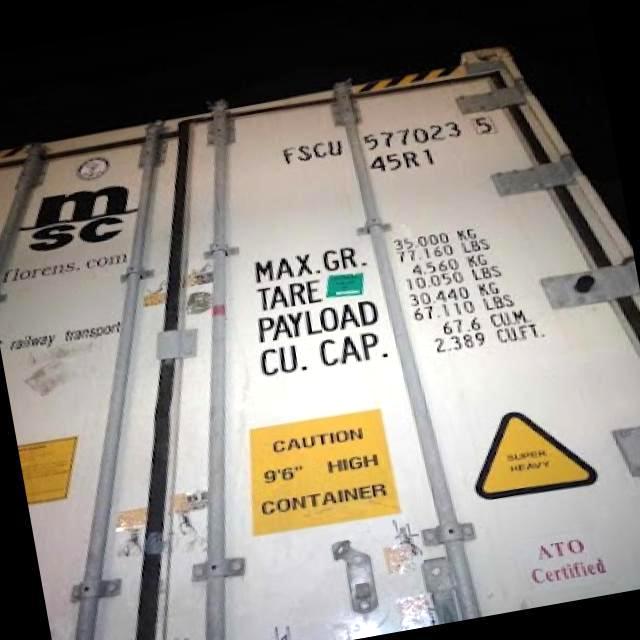 FSCU 577023 5
45R1
m
sc
florens.com
railway transport
MAX.GR. 35.000 KG
77.160 LBS
TARE 4.560 KG
10.050 LBS
PAYLOAD 30.440 KG
67.110 LBS
CU. CAP. 67.6 CU.M.
2.389 CU.FT.
CAUTION
9'6" HIGH
CONTAINER
SUPER
HEAVY
ATO
Certified